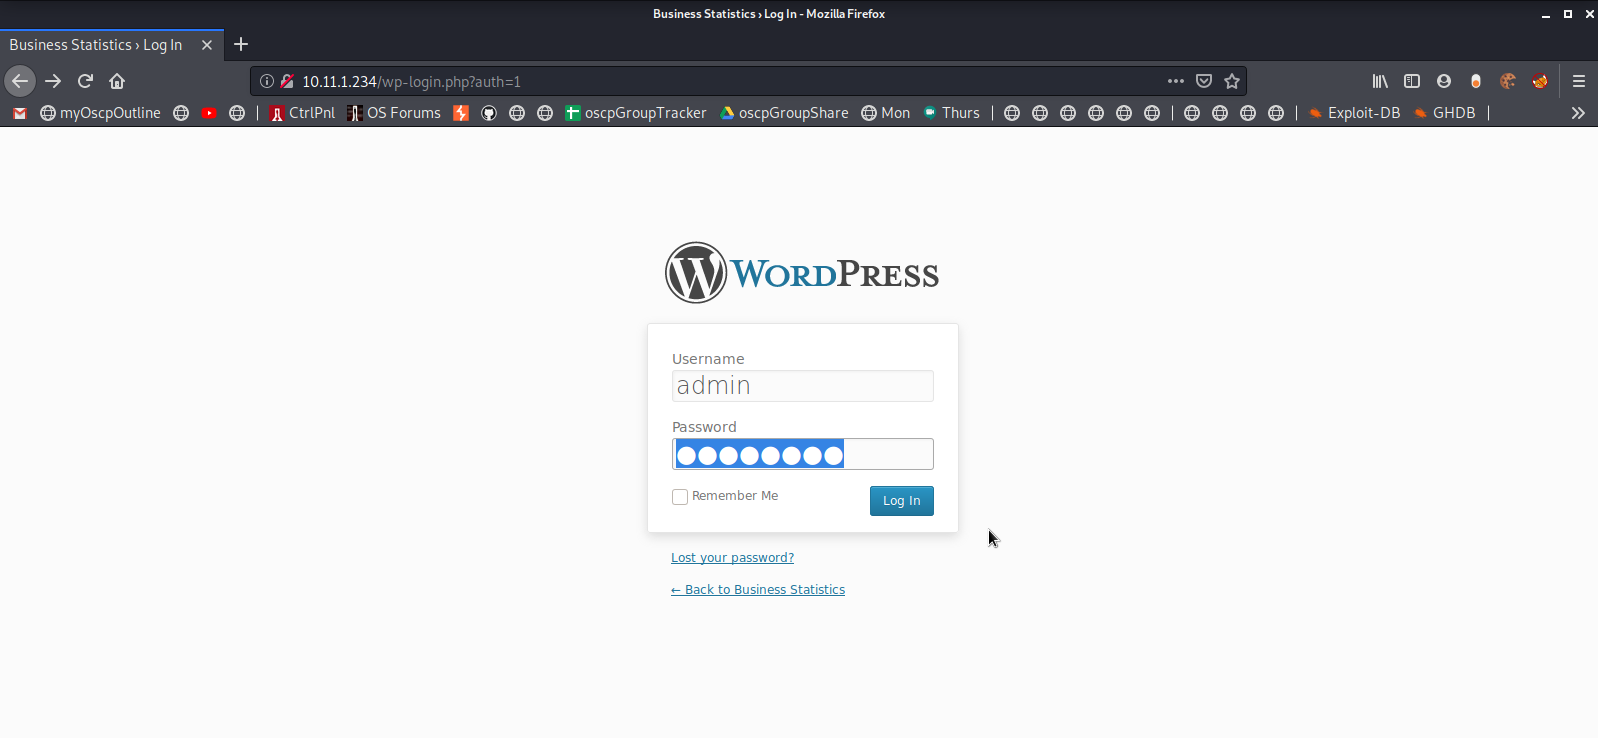 Business Statistics › Log In - Mozilla Firefox
Business Statistics › Log In
10.11.1.234/wp-login.php?auth=1
myOscpOutline CtrlPnl OS Forums oscpGroupTracker oscpGroupShare Mon Thurs Exploit-DB GHDB
WORDPRESS
Username
admin
Password
Remember Me Log In
Lost your password?
← Back to Business Statistics